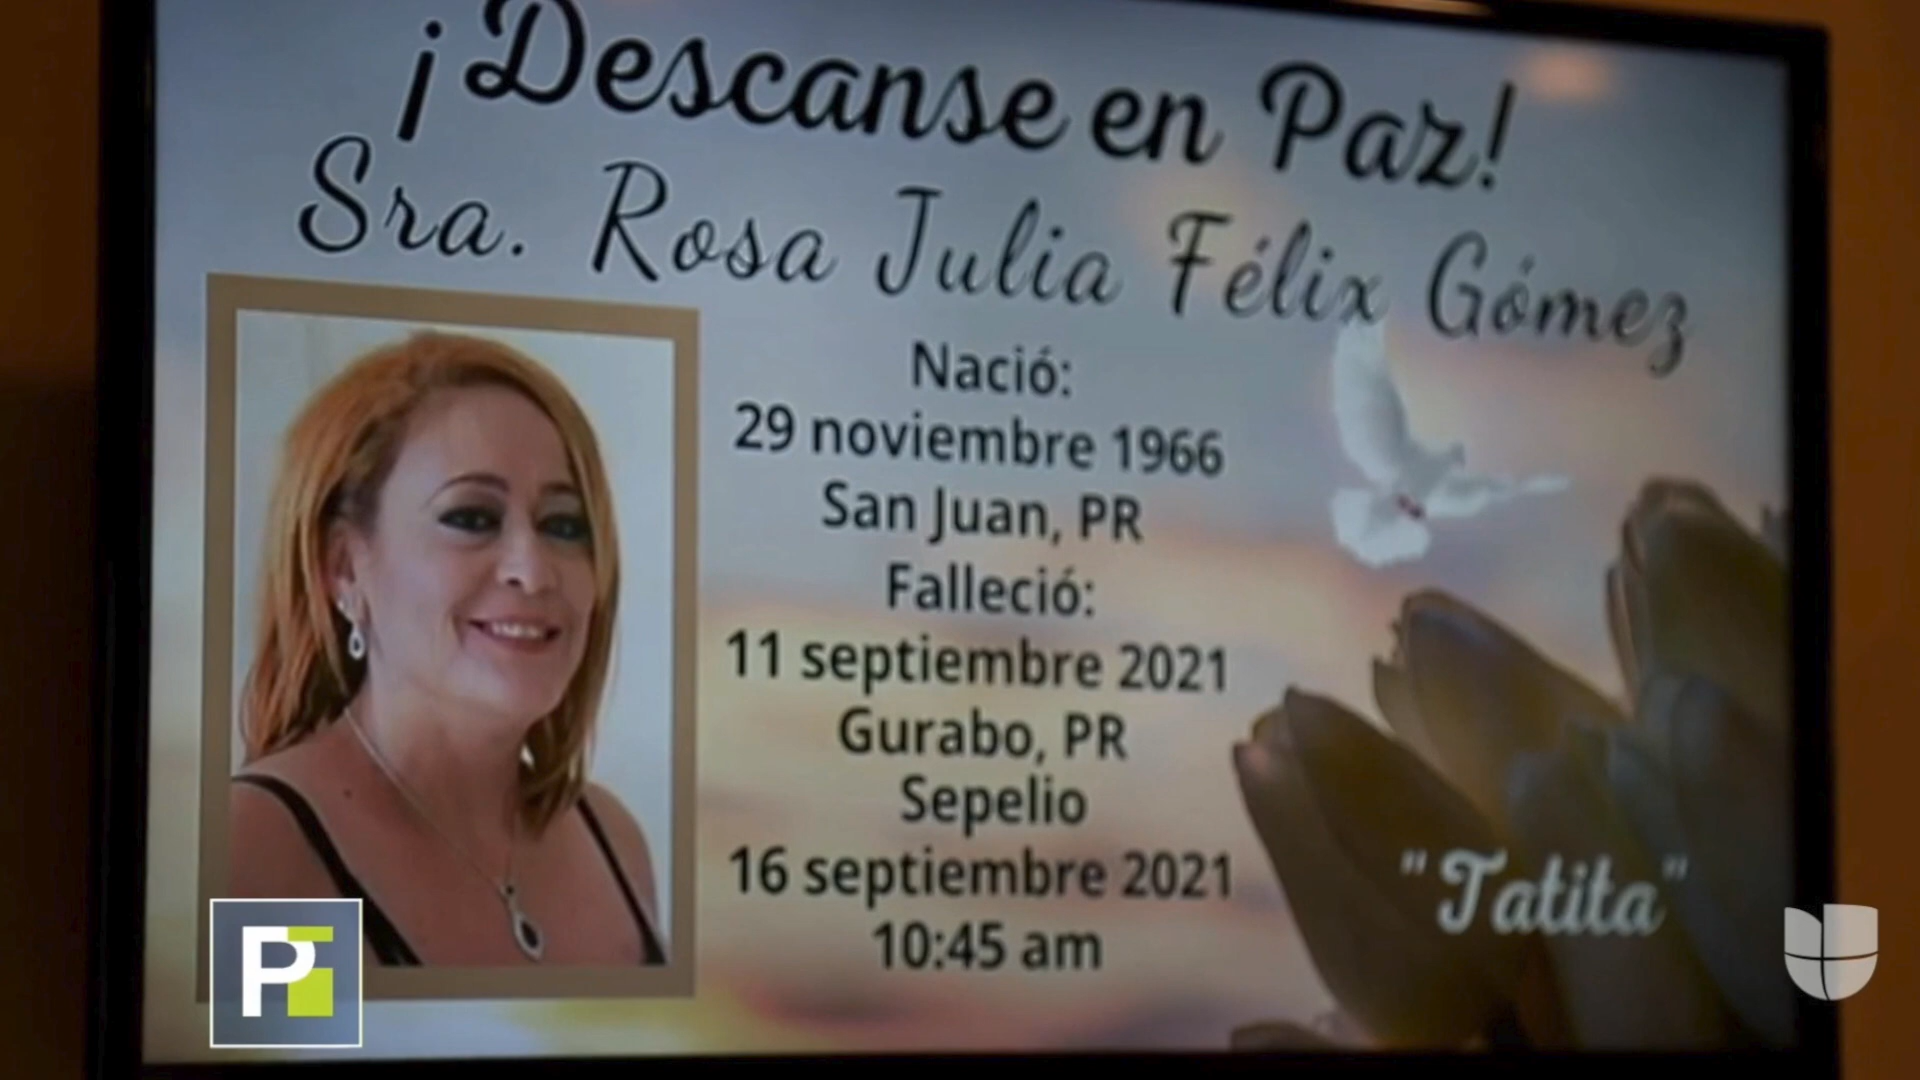 ¡Descanse en Paz!
Sra. Rosa Julia Félix Gómez
Nació:
29 noviembre 1966
San Juan, PR
Falleció:
11 septiembre 2021
Gurabo, PR
Sepelio
16 septiembre 2021
10:45 am
"Tatita"
P